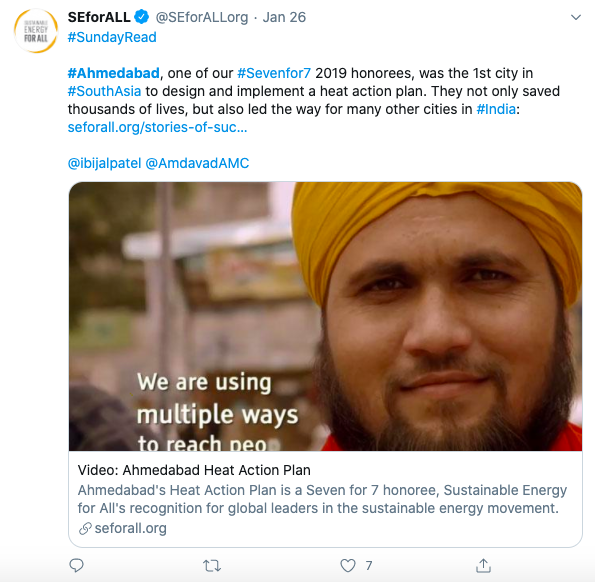 SUSTAINABLE
ENERGY
FOR ALL
SEforALL @SEforALLorg · Jan 26
#SundayRead
#Ahmedabad, one of our #Sevenfor7 2019 honorees, was the 1st city in
#SouthAsia to design and implement a heat action plan. They not only saved
thousands of lives, but also led the way for many other cities in #India:
seforall.org/stories-of-suc...
@ibijalpatel @AmdavadAMC
We are using
multiple ways
to reach peo
Video: Ahmedabad Heat Action Plan
Ahmedabad's Heat Action Plan is a Seven for 7 honoree, Sustainable Energy
for All's recognition for global leaders in the sustainable energy movement.
seforall.org
7